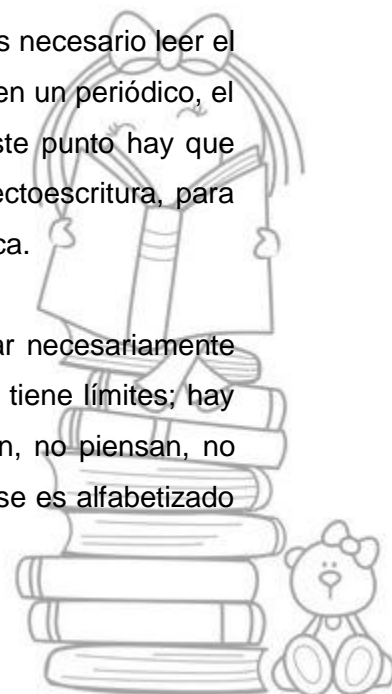 s necesario leer el
en un periódico, el
ste punto hay que
ectoescritura, para
ca.
ar necesariamente
tiene límites; hay
n, no piensan, no
se es alfabetizado